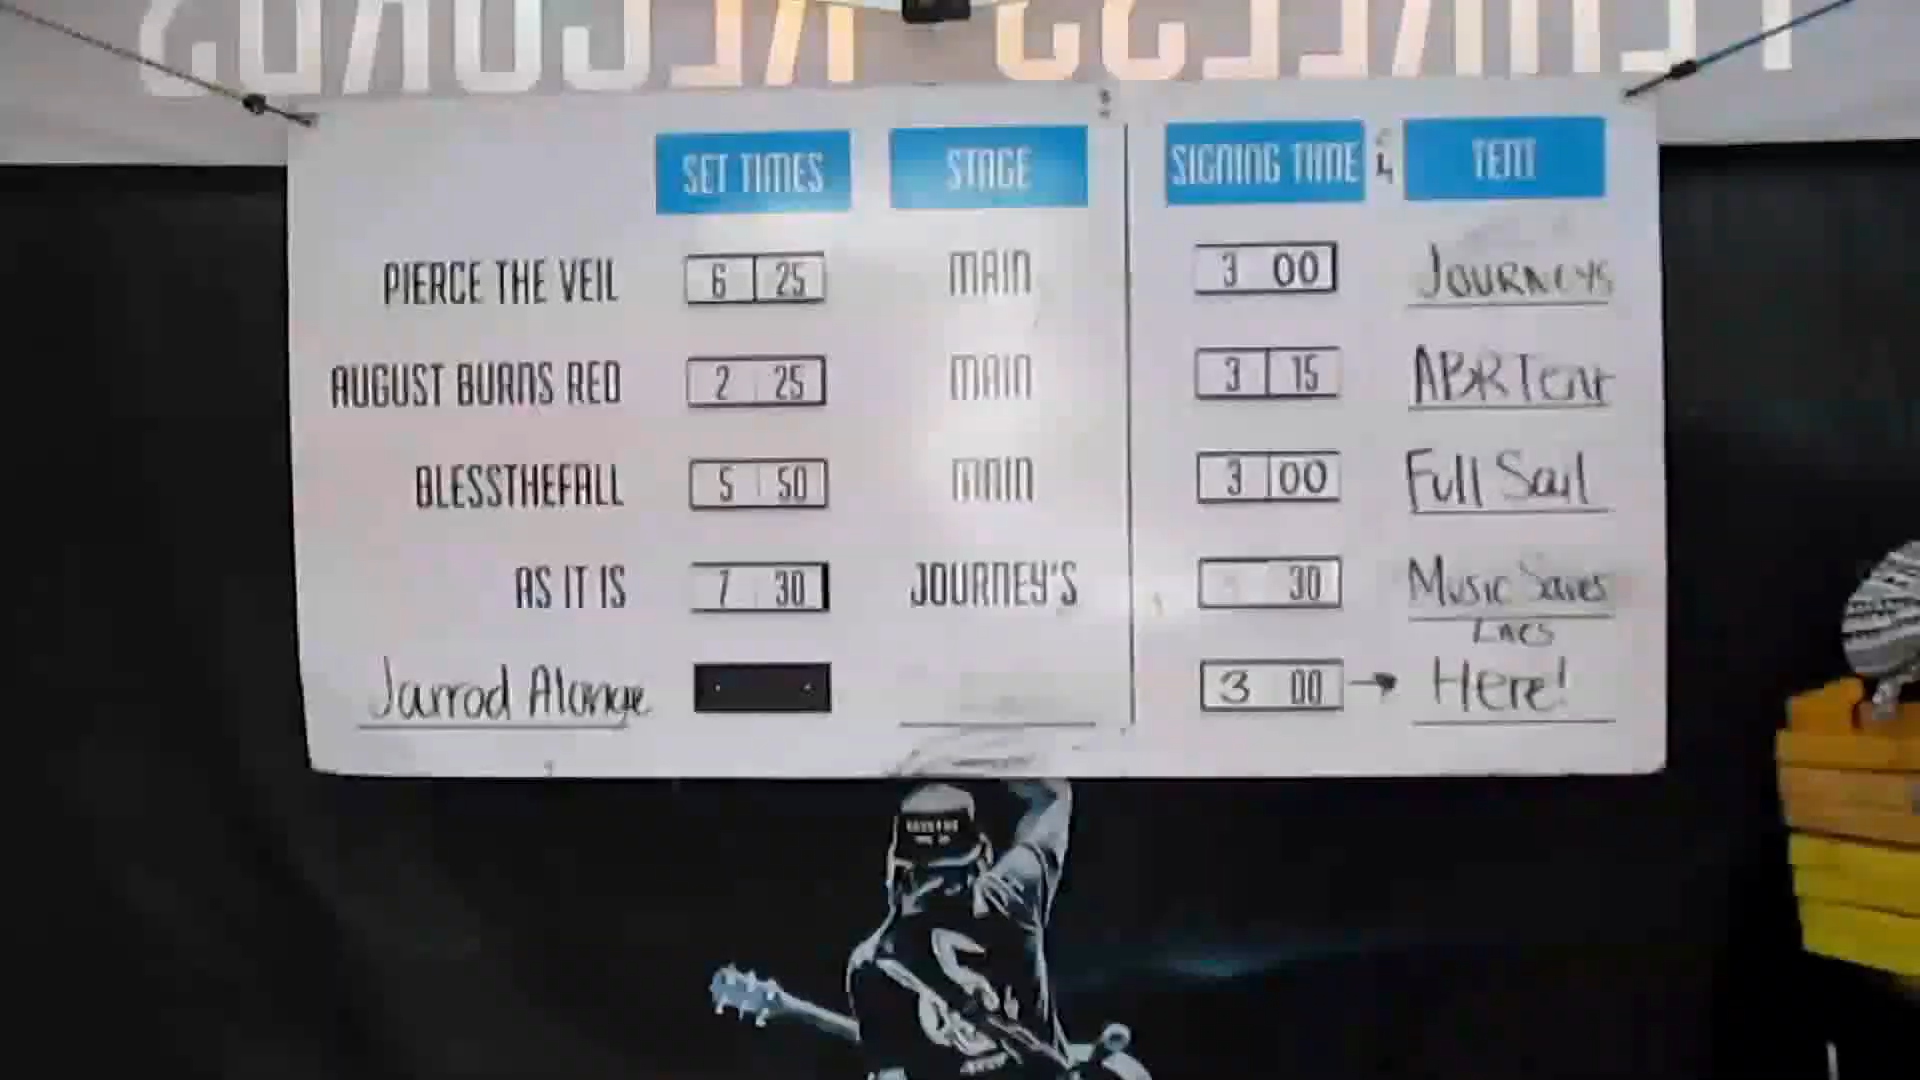 FEARLESS RECORDS
SET TIMES STAGE SIGNING TIME TENT
PIERCE THE VEIL 6 25 MAIN 3 00 JOURNEYS
AUGUST BURNS RED 2 25 MAIN 3 15 ABR Tent
BLESSTHEFALL 5 50 MAIN 3 00 Full Sail
AS IT IS 7 30 JOURNEY'S 30 Music Saves
Jarrod Alonge 3 00 → Here!